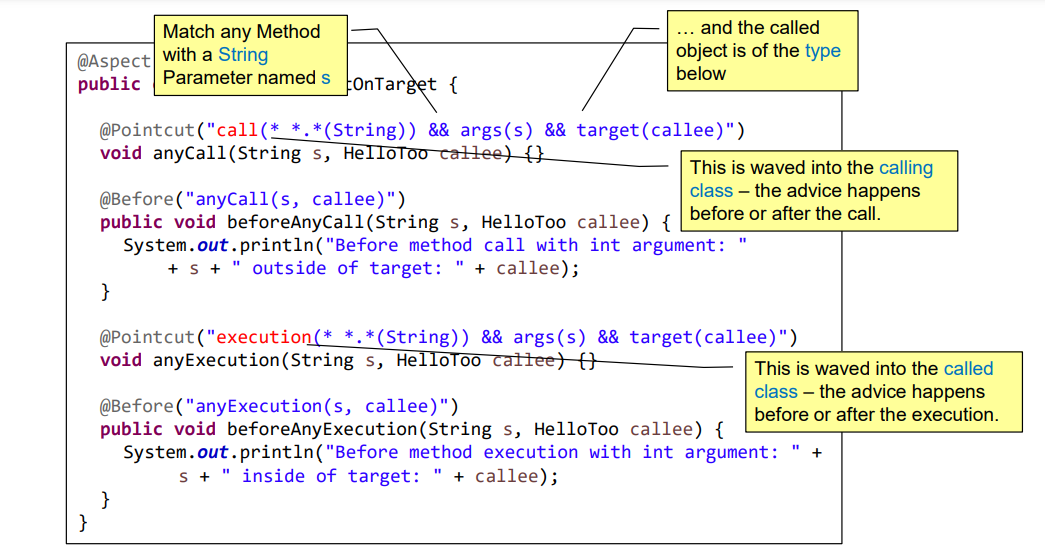 Match any Method
with a String
Parameter named s
… and the called
object is of the type
below
@Aspect
public tOnTarget {
@Pointcut("call(* *.*(String)) && args(s) && target(callee)")
void anyCall(String s, HelloToo callee) {}
This is waved into the calling
class – the advice happens
before or after the call.
@Before("anyCall(s, callee)")
public void beforeAnyCall(String s, HelloToo callee) {
System.out.println("Before method call with int argument: "
+ s + " outside of target: " + callee);
}
@Pointcut("execution(* *.*(String)) && args(s) && target(callee)")
void anyExecution(String s, HelloToo callee) {}
This is waved into the called
class – the advice happens
before or after the execution.
@Before("anyExecution(s, callee)")
public void beforeAnyExecution(String s, HelloToo callee) {
System.out.println("Before method execution with int argument: " +
s + " inside of target: " + callee);
}
}